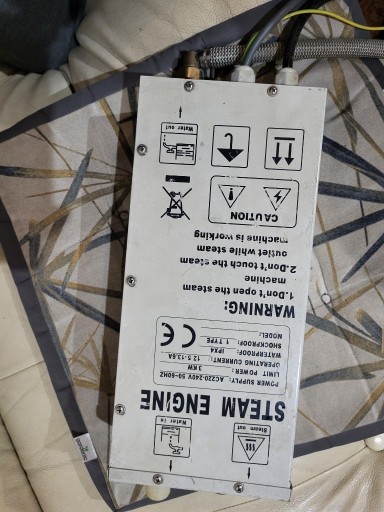 Steam out
Water in
STEAM ENGINE
POWER SUPPLY: AC220-240V 50-60HZ
LIMIT POWER: 3 KW
OPERATING CURRENT: 12.5-13.6A
WATERPROOF: IPX4
SHOCKPROOF: 1 TYPE
MODEL:
CE
WARNING:
1.Don't open the steam
machine
2.Don't touch the steam
outlet while steam
machine is working
CAUTION
Water out